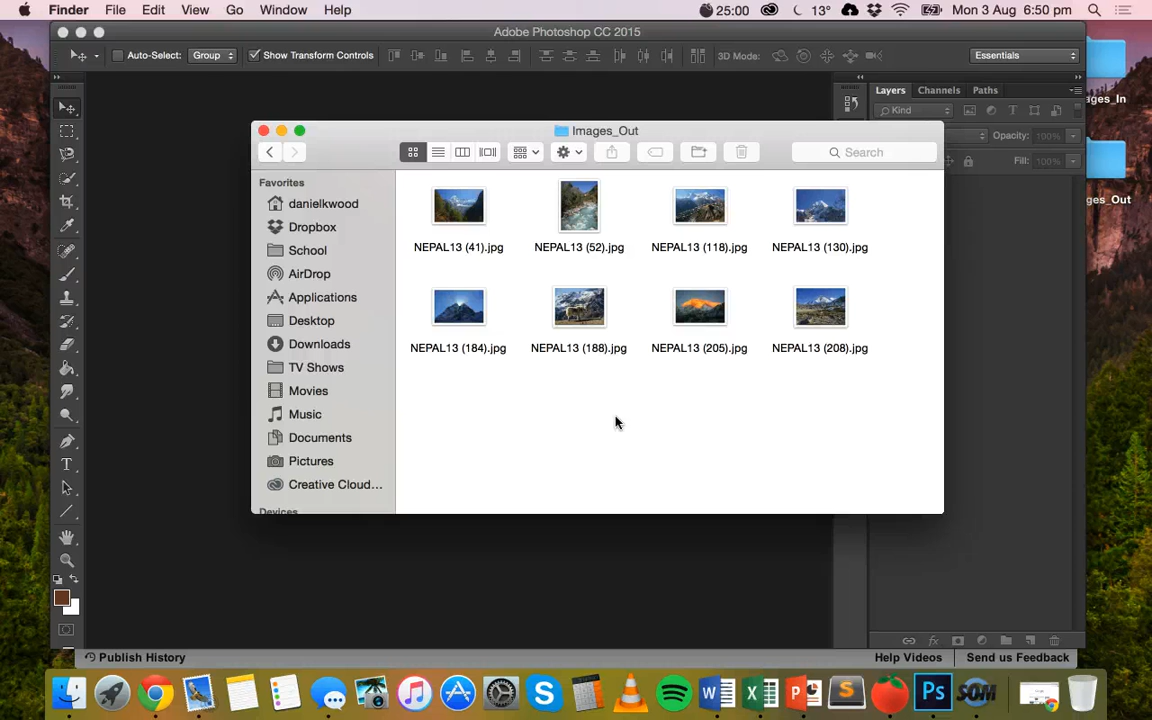 Finder File Edit View Go Window Help 25:00 13° Mon 3 Aug 6:50 pm
Adobe Photoshop CC 2015
Auto-Select: Group Show Transform Controls 3D Mode: Essentials
Layers Channels Paths
Kind
Opacity: 100%
Fill: 100%
ges_In
ges_Out
Images_Out
Search
Favorites
danielkwood
Dropbox
School
AirDrop
Applications
Desktop
Downloads
TV Shows
Movies
Music
Documents
Pictures
Creative Cloud...
Devices
NEPAL13 (41).jpg NEPAL13 (52).jpg NEPAL13 (118).jpg NEPAL13 (130).jpg
NEPAL13 (184).jpg NEPAL13 (188).jpg NEPAL13 (205).jpg NEPAL13 (208).jpg
Publish History Help Videos Send us Feedback
W X P Ps SOM